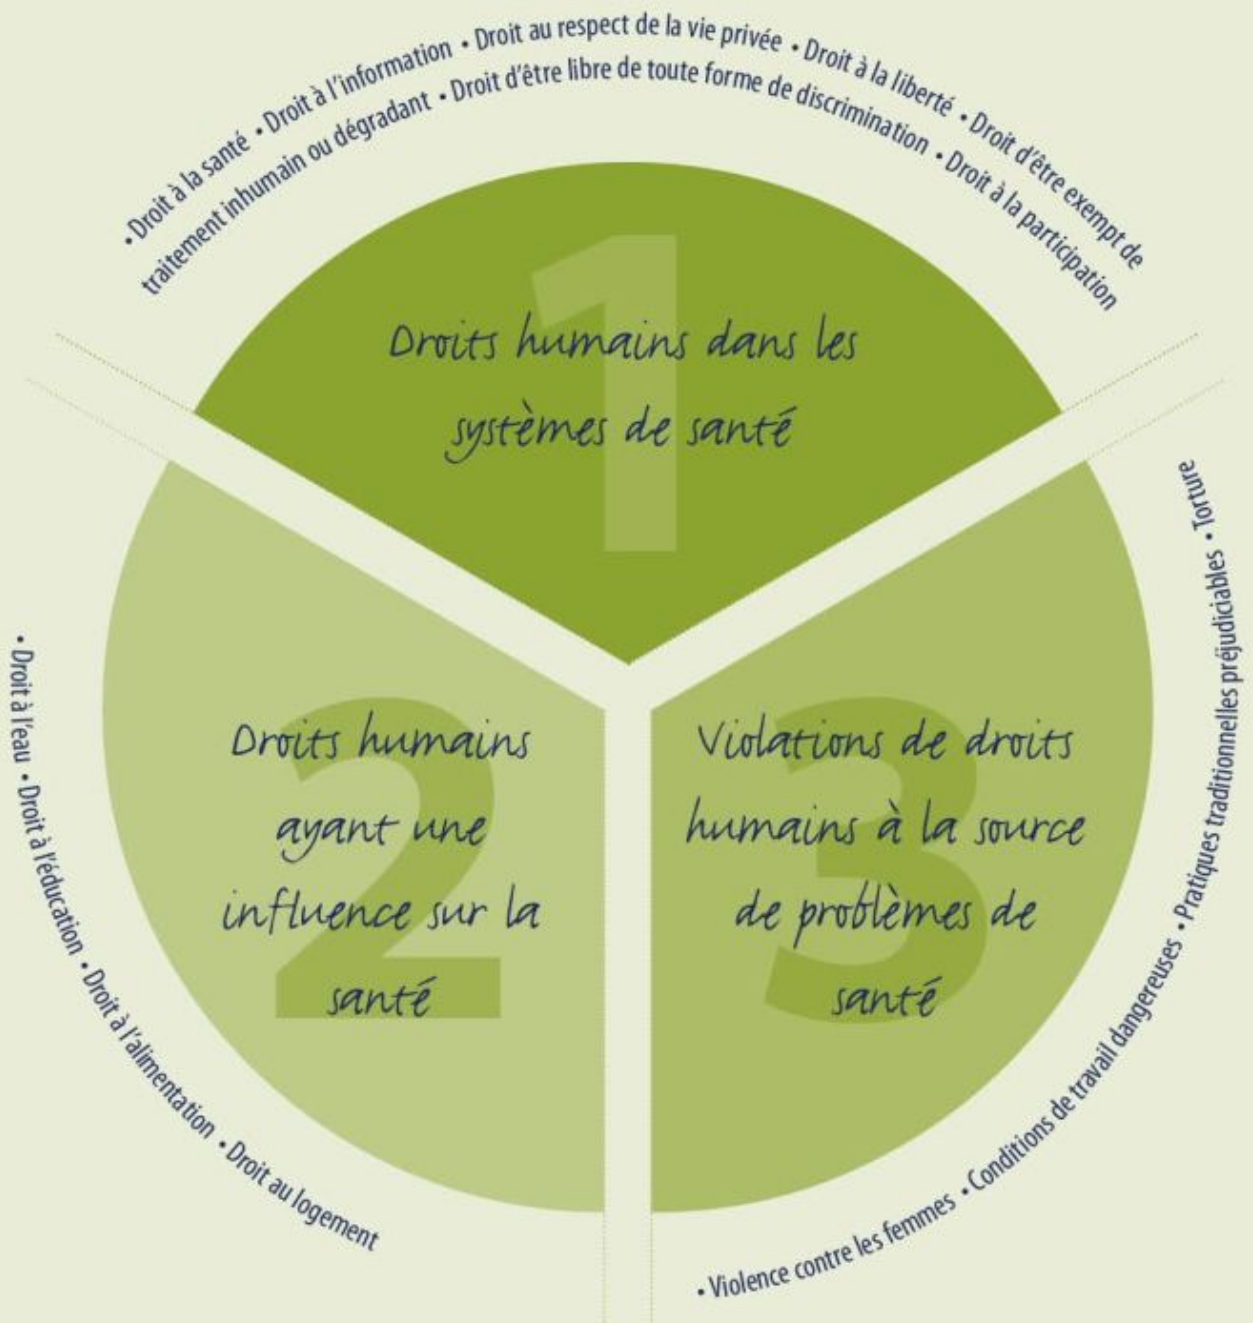 • Droit à la santé • Droit à l'information • Droit au respect de la vie privée • Droit à la liberté • Droit d'être exempt de
traitement inhumain ou dégradant • Droit d'être libre de toute forme de discrimination • Droit à la participation
1
Droits humains dans les
systèmes de santé
2
Droits humains
ayant une
influence sur la
santé
• Droit à l'eau • Droit à l'éducation • Droit à l'alimentation • Droit au logement
3
Violations de droits
humains à la source
de problèmes de
santé
• Violence contre les femmes • Conditions de travail dangereuses • Pratiques traditionnelles préjudiciables • Torture